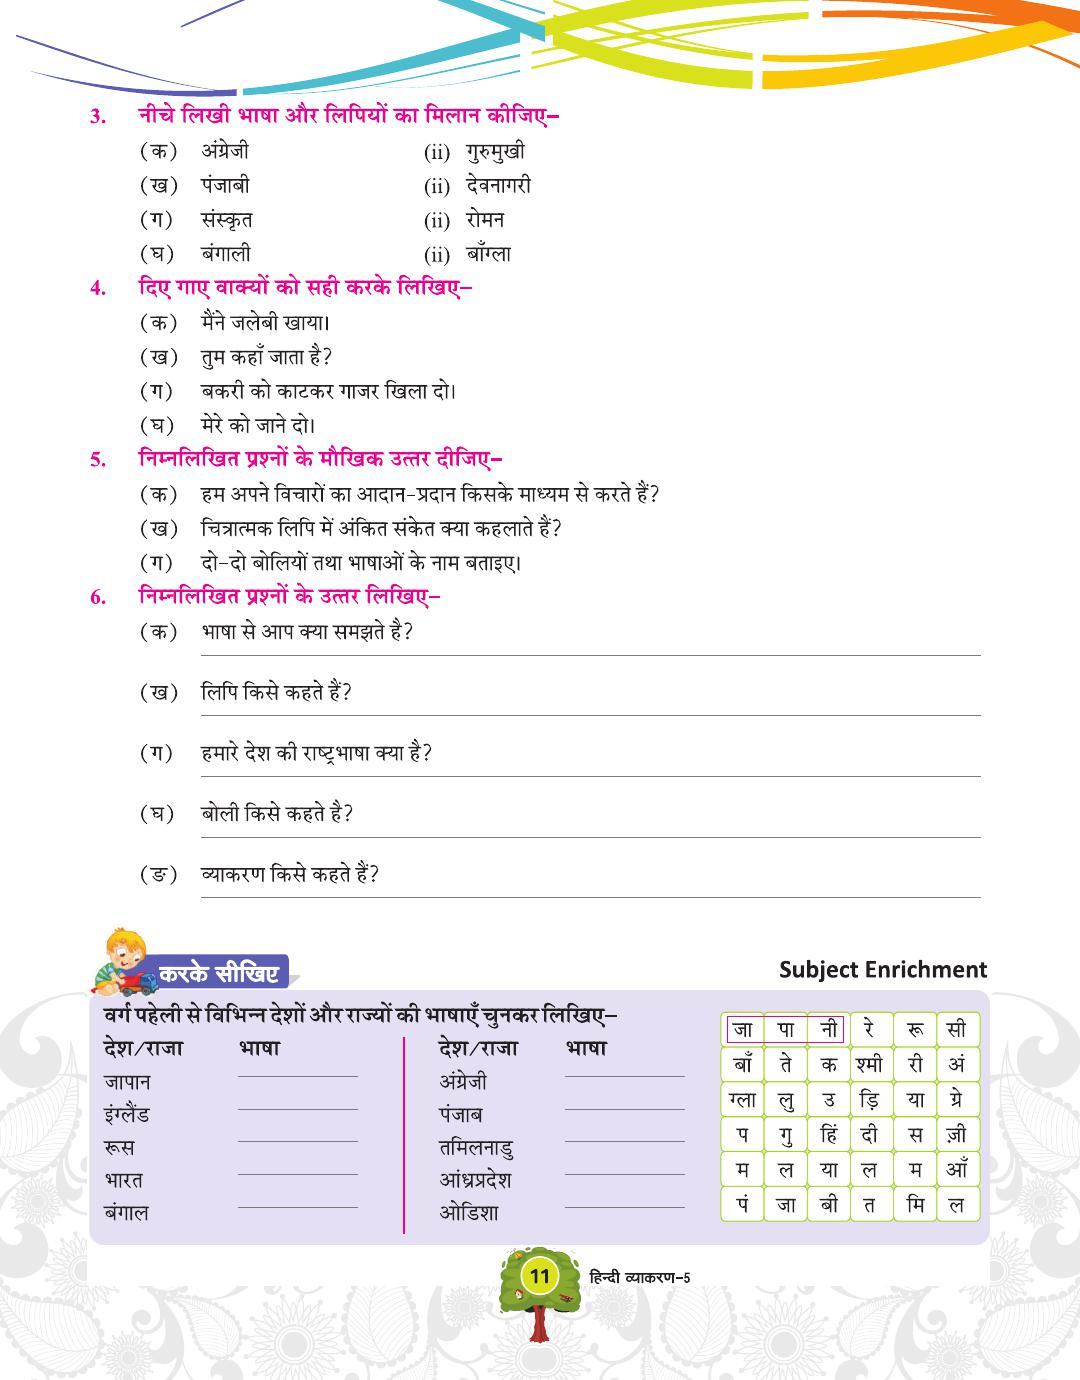 3. नीचे लिखी भाषा और लिपियों का मिलान कीजिए–
(क) अंग्रेजी (ii) गुरुमुखी
(ख) पंजाबी (ii) देवनागरी
(ग) संस्कृत (ii) रोमन
(घ) बंगाली (ii) बाँग्ला
4. दिए गाए वाक्यों को सही करके लिखिए–
(क) मैंने जलेबी खाया।
(ख) तुम कहाँ जाता है?
(ग) बकरी को काटकर गाजर खिला दो।
(घ) मेरे को जाने दो।
5. निम्नलिखित प्रश्नों के मौखिक उत्तर दीजिए–
(क) हम अपने विचारों का आदान-प्रदान किसके माध्यम से करते हैं?
(ख) चित्रात्मक लिपि में अंकित संकेत क्या कहलाते हैं?
(ग) दो-दो बोलियों तथा भाषाओं के नाम बताइए।
6. निम्नलिखित प्रश्नों के उत्तर लिखिए–
(क) भाषा से आप क्या समझते है?
(ख) लिपि किसे कहते हैं?
(ग) हमारे देश की राष्ट्रभाषा क्या है?
(घ) बोली किसे कहते है?
(ङ) व्याकरण किसे कहते हैं?
करके सीखिए
Subject Enrichment
वर्ग पहेली से विभिन्न देशों और राज्यों की भाषाएँ चुनकर लिखिए–
देश/राजा भाषा देश/राजा भाषा
जापान अंग्रेजी
इंग्लैंड पंजाब
रूस तमिलनाडु
भारत आंध्रप्रदेश
बंगाल ओडिशा
जा पा नी रे रू सी
बाँ ते क श्मी री अं
ग्ला लु उ ड़ि या ग्रे
प गु हिं दी स ज़ी
म ल या ल म आँ
पं जा बी त मि ल
11 हिन्दी व्याकरण-5